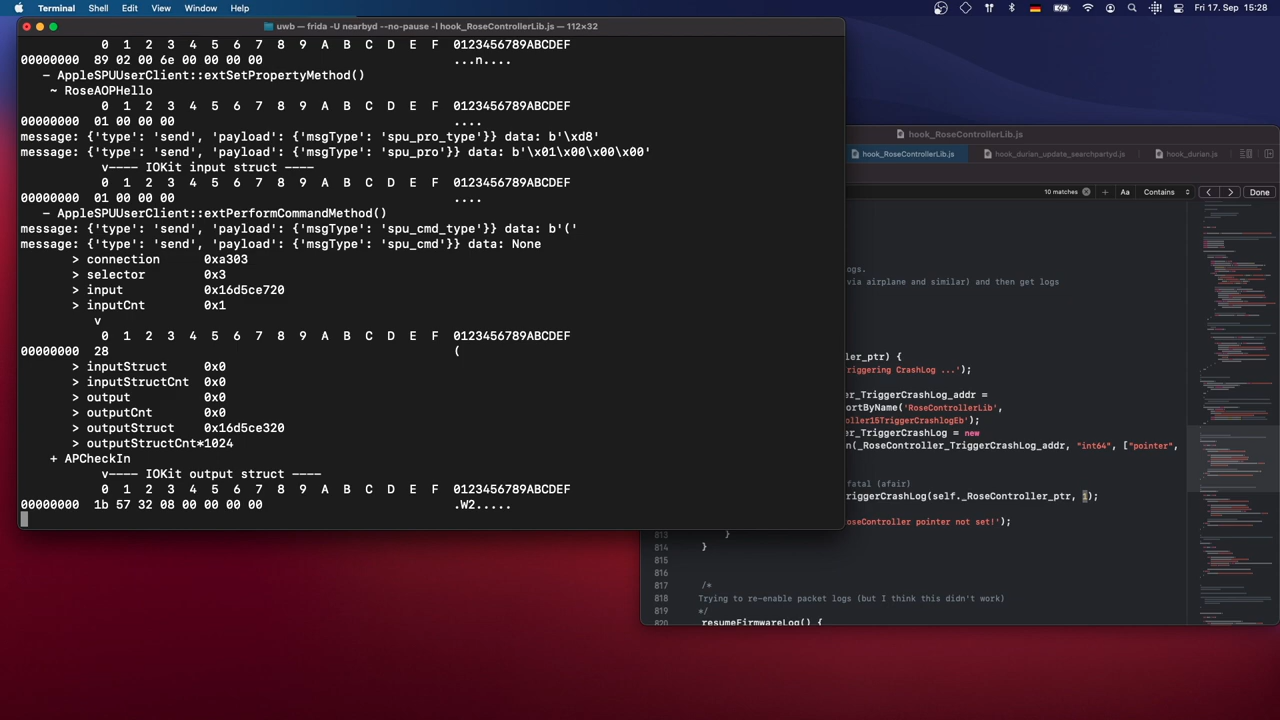 Terminal Shell Edit View Window Help Fr 17. Sep 15:28
uwb — frida -U nearbyd --no-pause -l hook_RoseControllerLib.js — 112×32
0 1 2 3 4 5 6 7 8 9 A B C D E F 0123456789ABCDEF
00000000 89 02 00 6e 00 00 00 00 ...n....
- AppleSPUUserClient::extSetPropertyMethod()
~ RoseAOPHello
0 1 2 3 4 5 6 7 8 9 A B C D E F 0123456789ABCDEF
00000000 01 00 00 00 ....
message: {'type': 'send', 'payload': {'msgType': 'spu_pro_type'}} data: b'\xd8'
message: {'type': 'send', 'payload': {'msgType': 'spu_pro'}} data: b'\x01\x00\x00\x00'
v---- IOKit input struct ----
0 1 2 3 4 5 6 7 8 9 A B C D E F 0123456789ABCDEF
00000000 01 00 00 00 ....
- AppleSPUUserClient::extPerformCommandMethod()
message: {'type': 'send', 'payload': {'msgType': 'spu_cmd_type'}} data: b'('
message: {'type': 'send', 'payload': {'msgType': 'spu_cmd'}} data: None
> connection 0xa303
> selector 0x3
> input 0x16d5ce720
> inputCnt 0x1
v
0 1 2 3 4 5 6 7 8 9 A B C D E F 0123456789ABCDEF
00000000 28 (
> inputStruct 0x0
> inputStructCnt 0x0
> output 0x0
> outputCnt 0x0
> outputStruct 0x16d5ce320
> outputStructCnt*1024
+ APCheckIn
v---- IOKit output struct ----
0 1 2 3 4 5 6 7 8 9 A B C D E F 0123456789ABCDEF
00000000 1b 57 32 08 00 00 00 00 .W2.....
hook_RoseControllerLib.js
hook_RoseControllerLib.js hook_durian_update_searchpartyd.js hook_durian.js
10 matches + Aa Contains Done
ogs.
via airplane and similar) and then get logs
ller_ptr) {
riggering CrashLog ...');
er_TriggerCrashLog_addr =
ortByName('RoseControllerLib',
oller15TriggerCrashlogEb');
er_TriggerCrashLog = new
n(_RoseController_TriggerCrashLog_addr, "int64", ["pointer",
fatal (afair)
riggerCrashLog(self._RoseController_ptr, 1);
oseController pointer not set!');
813 }
814 }
815
816
817 /*
818 Trying to re-enable packet logs (but I think this didn't work)
819 */
820 resumeFirmwareLog() {